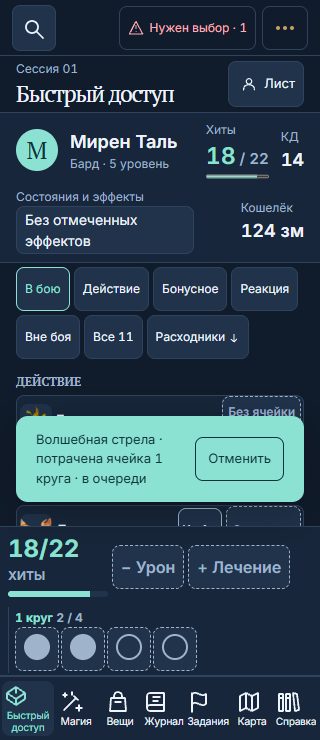 Нужен выбор · 1
Сессия 01
Быстрый доступ
Лист
М
Мирен Таль
Бард · 5 уровень
Хиты
18 / 22
КД
14
Состояния и эффекты
Без отмеченных
эффектов
Кошелёк
124 зм
В бою
Действие
Бонусное
Реакция
Вне боя
Все 11
Расходники ↓
ДЕЙСТВИЕ
Без ячейки
Волшебная стрела ·
потрачена ячейка 1
круга · в очереди
Отменить
18/22
ХИТЫ
− Урон
+ Лечение
1 круг 2 / 4
Быстрый
доступ
Магия
Вещи
Журнал
Задания
Карта
Справка